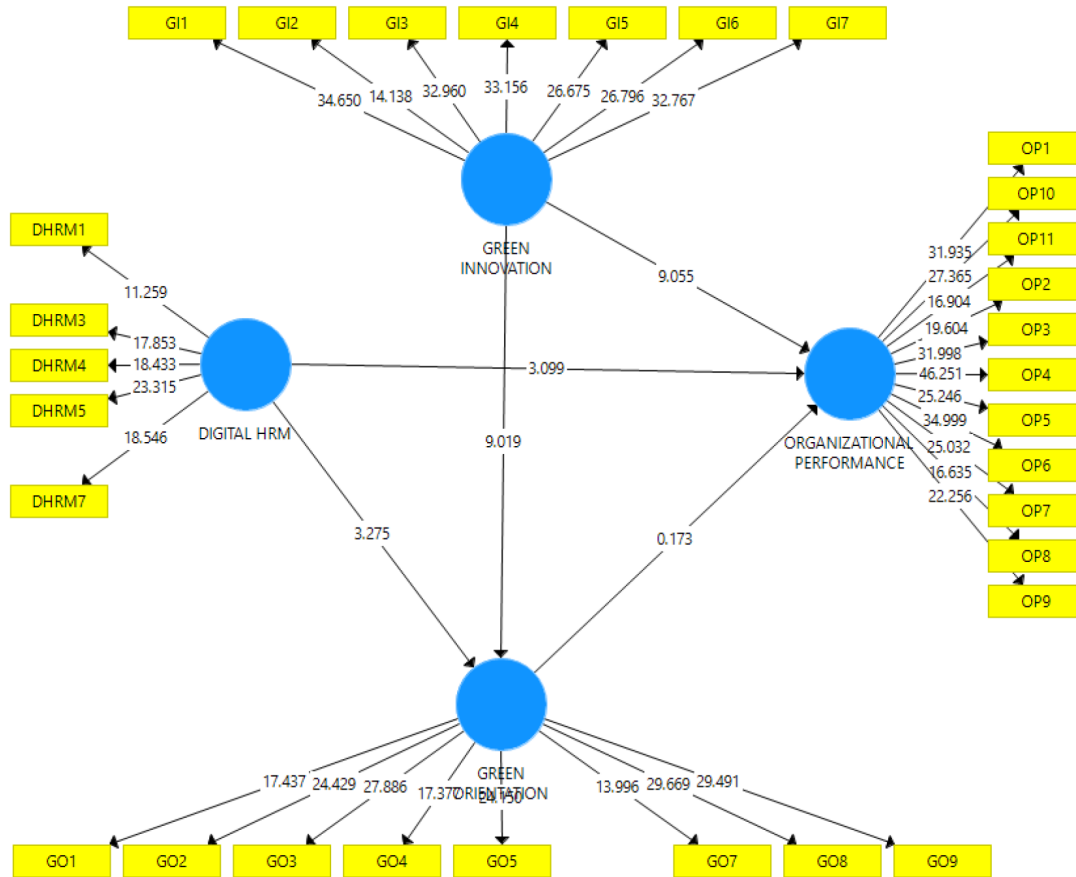 GI1 GI2 GI3 GI4 GI5 GI6 GI7
34.650 14.138 32.960 33.156 26.675 26.796 32.767
GREEN
INNOVATION
DHRM1
DHRM3
DHRM4
DHRM5
DHRM7
11.259
17.853
18.433
23.315
18.546
DIGITAL HRM
9.055
3.099
9.019
3.275
0.173
OP1
OP10
OP11
OP2
OP3
OP4
OP5
OP6
OP7
OP8
OP9
31.935
27.365
16.904
19.604
31.998
46.251
25.246
34.999
25.032
16.635
22.256
ORGANIZATIONAL
PERFORMANCE
GREEN
ORIENTATION
17.437 24.429 27.886 17.377 24.150 13.996 29.669 29.491
GO1 GO2 GO3 GO4 GO5 GO7 GO8 GO9